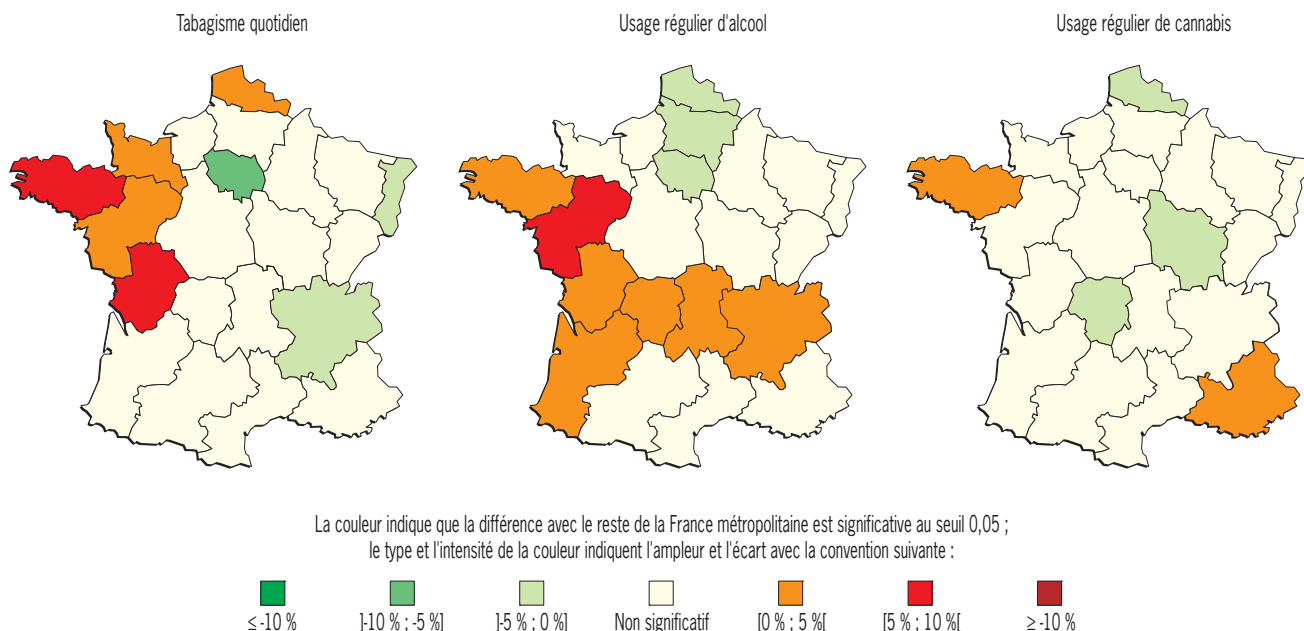 Tabagisme quotidien
Usage régulier d'alcool
Usage régulier de cannabis
La couleur indique que la différence avec le reste de la France métropolitaine est significative au seuil 0,05 ;
le type et l'intensité de la couleur indiquent l'ampleur et l'écart avec la convention suivante :
≤ -10 %
]-10 % ; -5 %]
]-5 % ; 0 %]
Non significatif
[0 % ; 5 %[
[5 % ; 10 %[
≥ -10 %